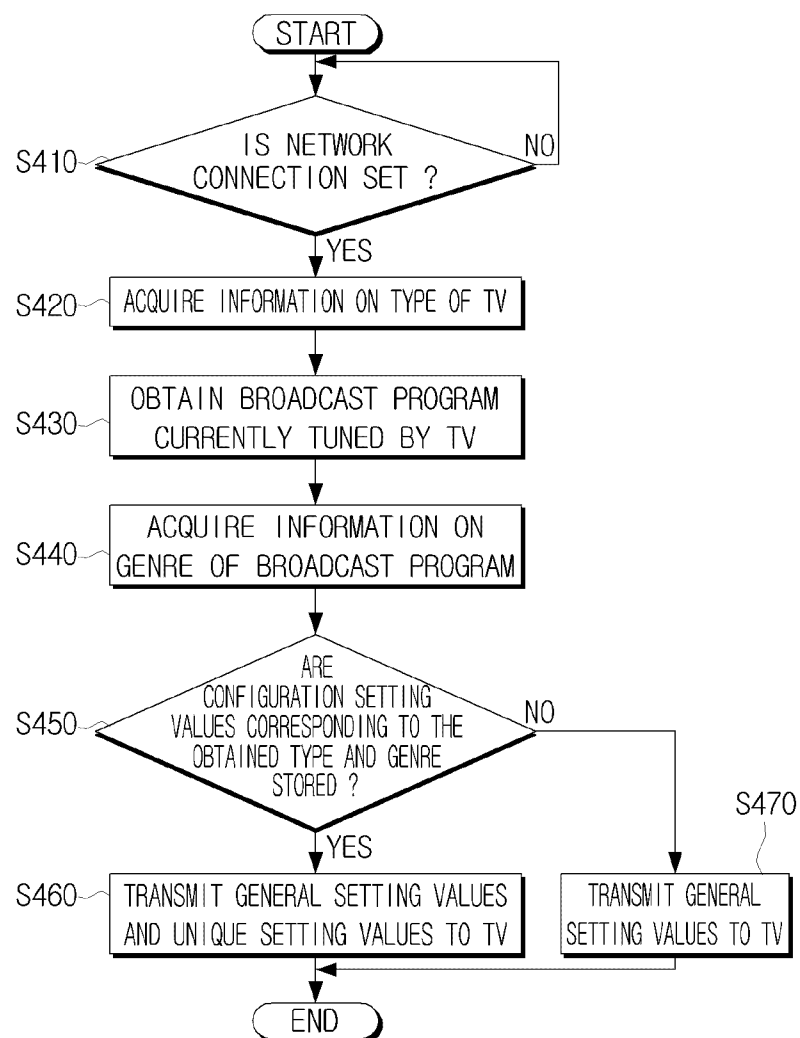 START
S410
IS NETWORK
CONNECTION SET ?
NO
YES
S420
ACQUIRE INFORMATION ON TYPE OF TV
S430
OBTAIN BROADCAST PROGRAM
CURRENTLY TUNED BY TV
S440
ACQUIRE INFORMATION ON
GENRE OF BROADCAST PROGRAM
S450
ARE
CONFIGURATION SETTING
VALUES CORRESPONDING TO THE
OBTAINED TYPE AND GENRE
STORED ?
NO
YES
S460
TRANSMIT GENERAL SETTING VALUES
AND UNIQUE SETTING VALUES TO TV
S470
TRANSMIT GENERAL
SETTING VALUES TO TV
END